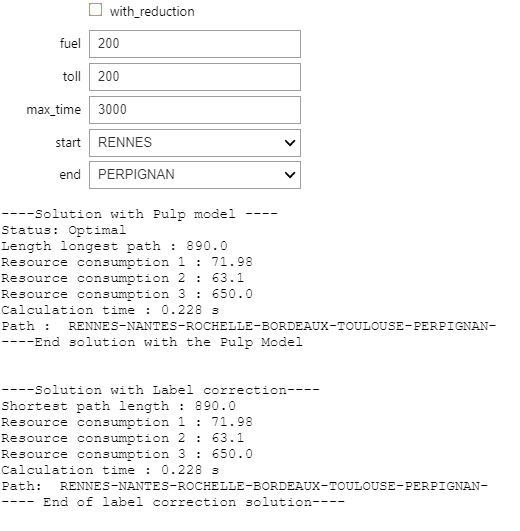 with_reduction
fuel 200
toll 200
max_time 3000
start RENNES
end PERPIGNAN
----Solution with Pulp model ----
Status: Optimal
Length longest path : 890.0
Resource consumption 1 : 71.98
Resource consumption 2 : 63.1
Resource consumption 3 : 650.0
Calculation time : 0.228 s
Path :  RENNES-NANTES-ROCHELLE-BORDEAUX-TOULOUSE-PERPIGNAN-
----End solution with the Pulp Model
----Solution with Label correction----
Shortest path length : 890.0
Resource consumption 1 : 71.98
Resource consumption 2 : 63.1
Resource consumption 3 : 650.0
Calculation time : 0.228 s
Path:  RENNES-NANTES-ROCHELLE-BORDEAUX-TOULOUSE-PERPIGNAN-
---- End of label correction solution----